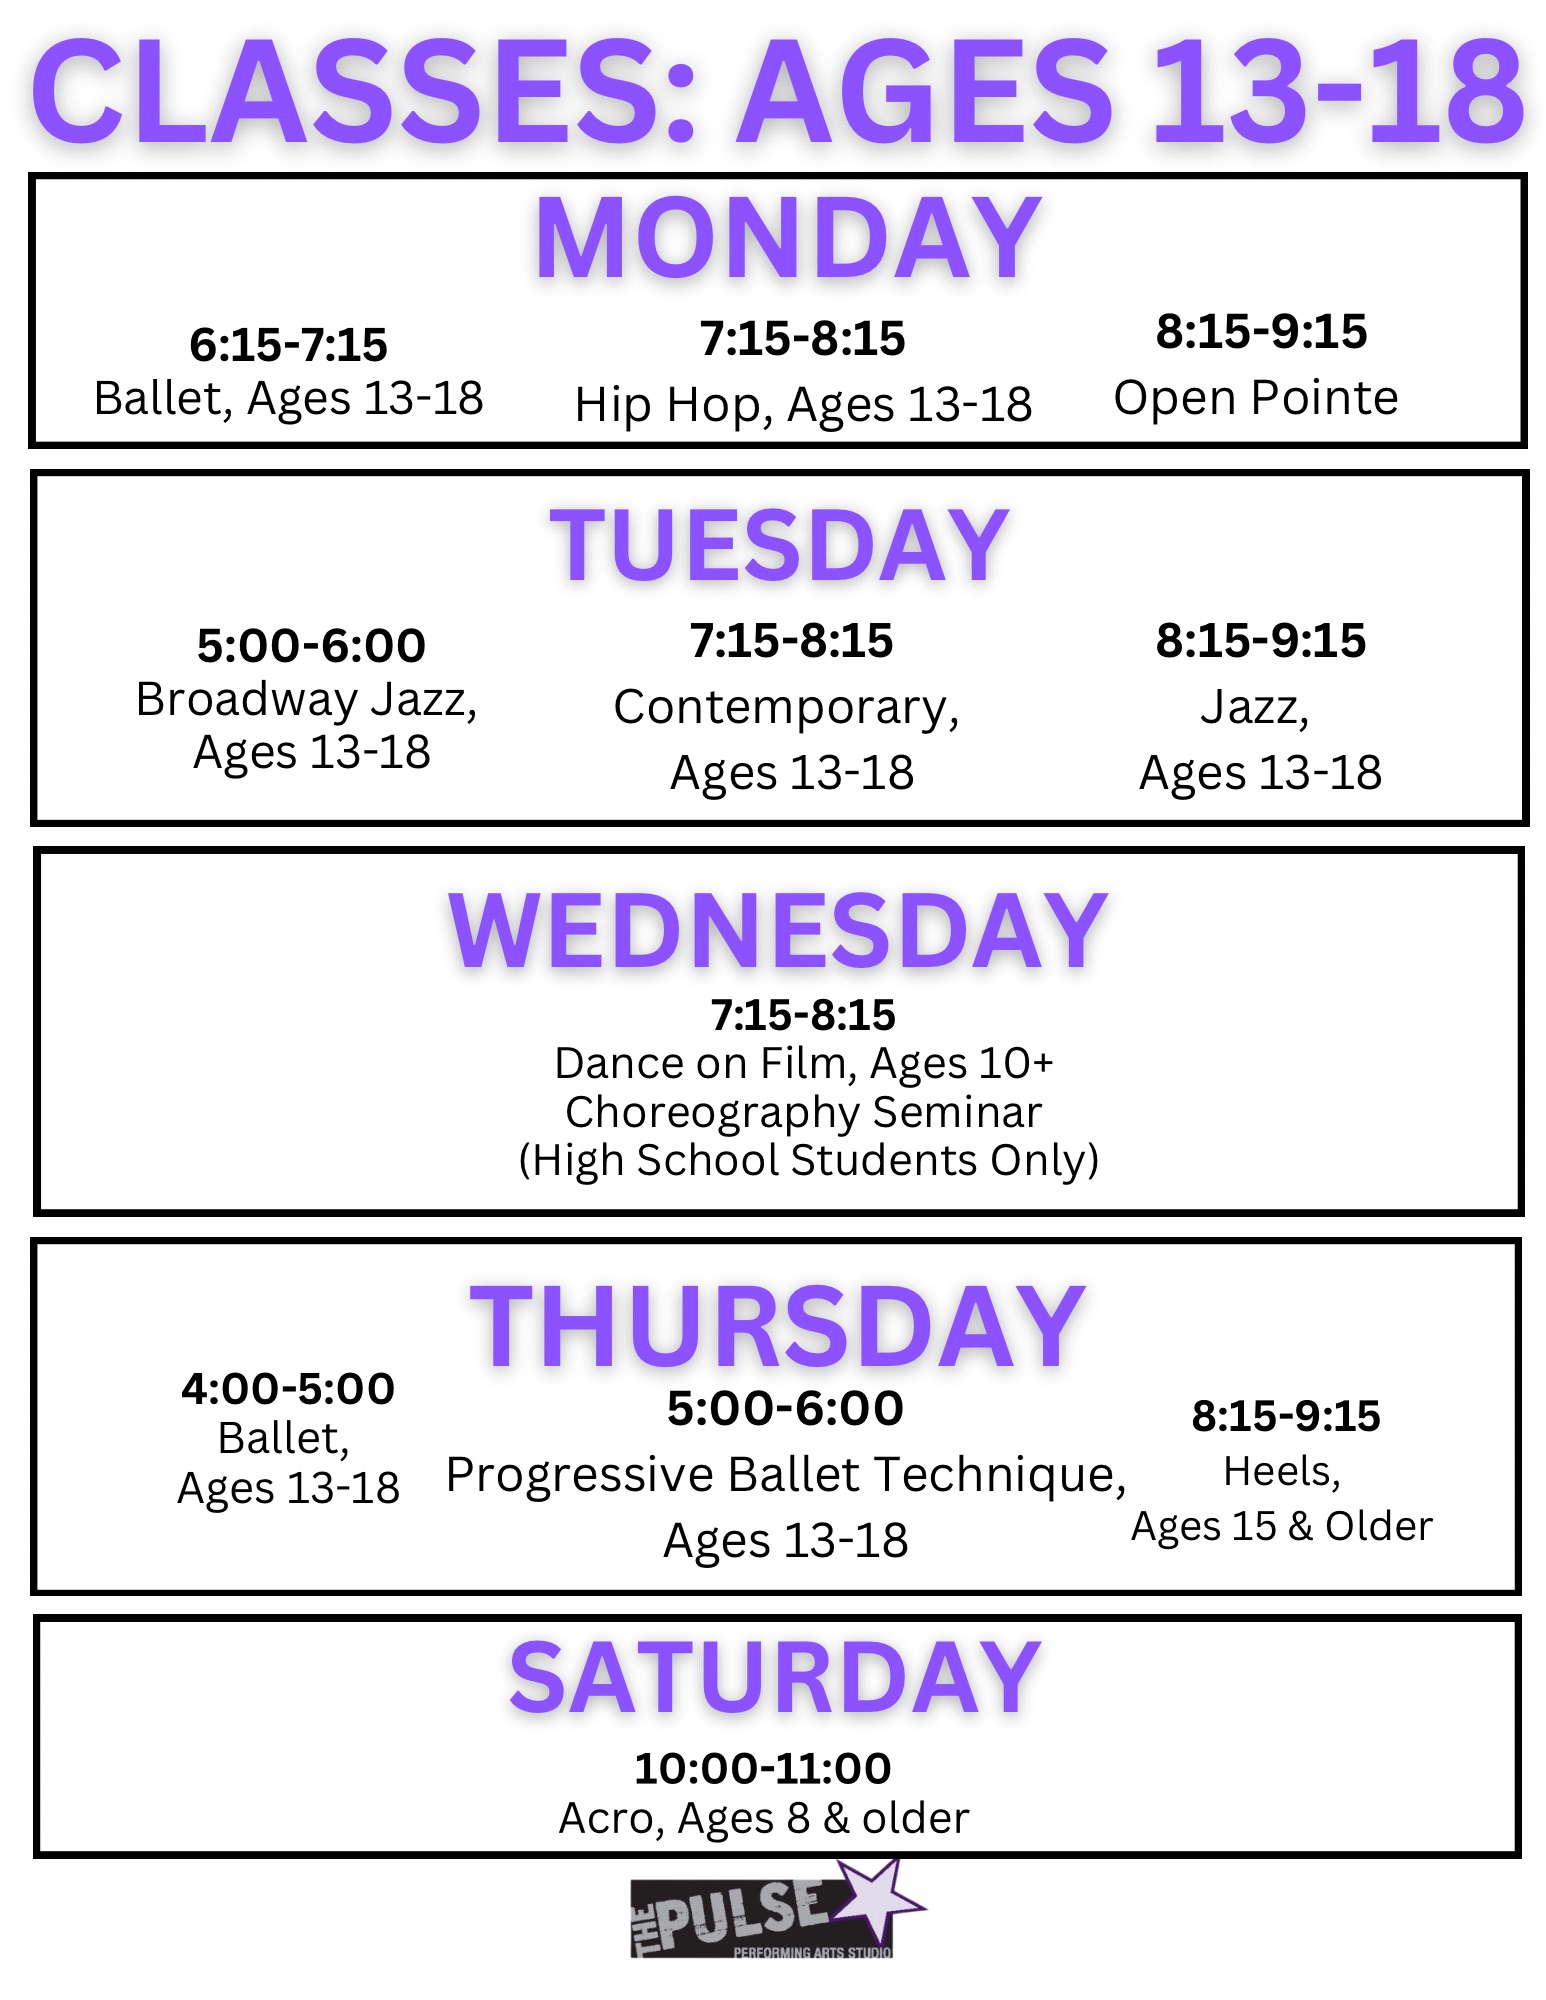 CLASSES: AGES 13-18
MONDAY
6:15-7:15
Ballet, Ages 13-18
7:15-8:15
Hip Hop, Ages 13-18
8:15-9:15
Open Pointe
TUESDAY
5:00-6:00
Broadway Jazz,
Ages 13-18
7:15-8:15
Contemporary,
Ages 13-18
8:15-9:15
Jazz,
Ages 13-18
WEDNESDAY
7:15-8:15
Dance on Film, Ages 10+
Choreography Seminar
(High School Students Only)
THURSDAY
4:00-5:00
Ballet,
Ages 13-18
5:00-6:00
Progressive Ballet Technique,
Ages 13-18
8:15-9:15
Heels,
Ages 15 & Older
SATURDAY
10:00-11:00
Acro, Ages 8 & older
THE PULSE
PERFORMING ARTS STUDIO